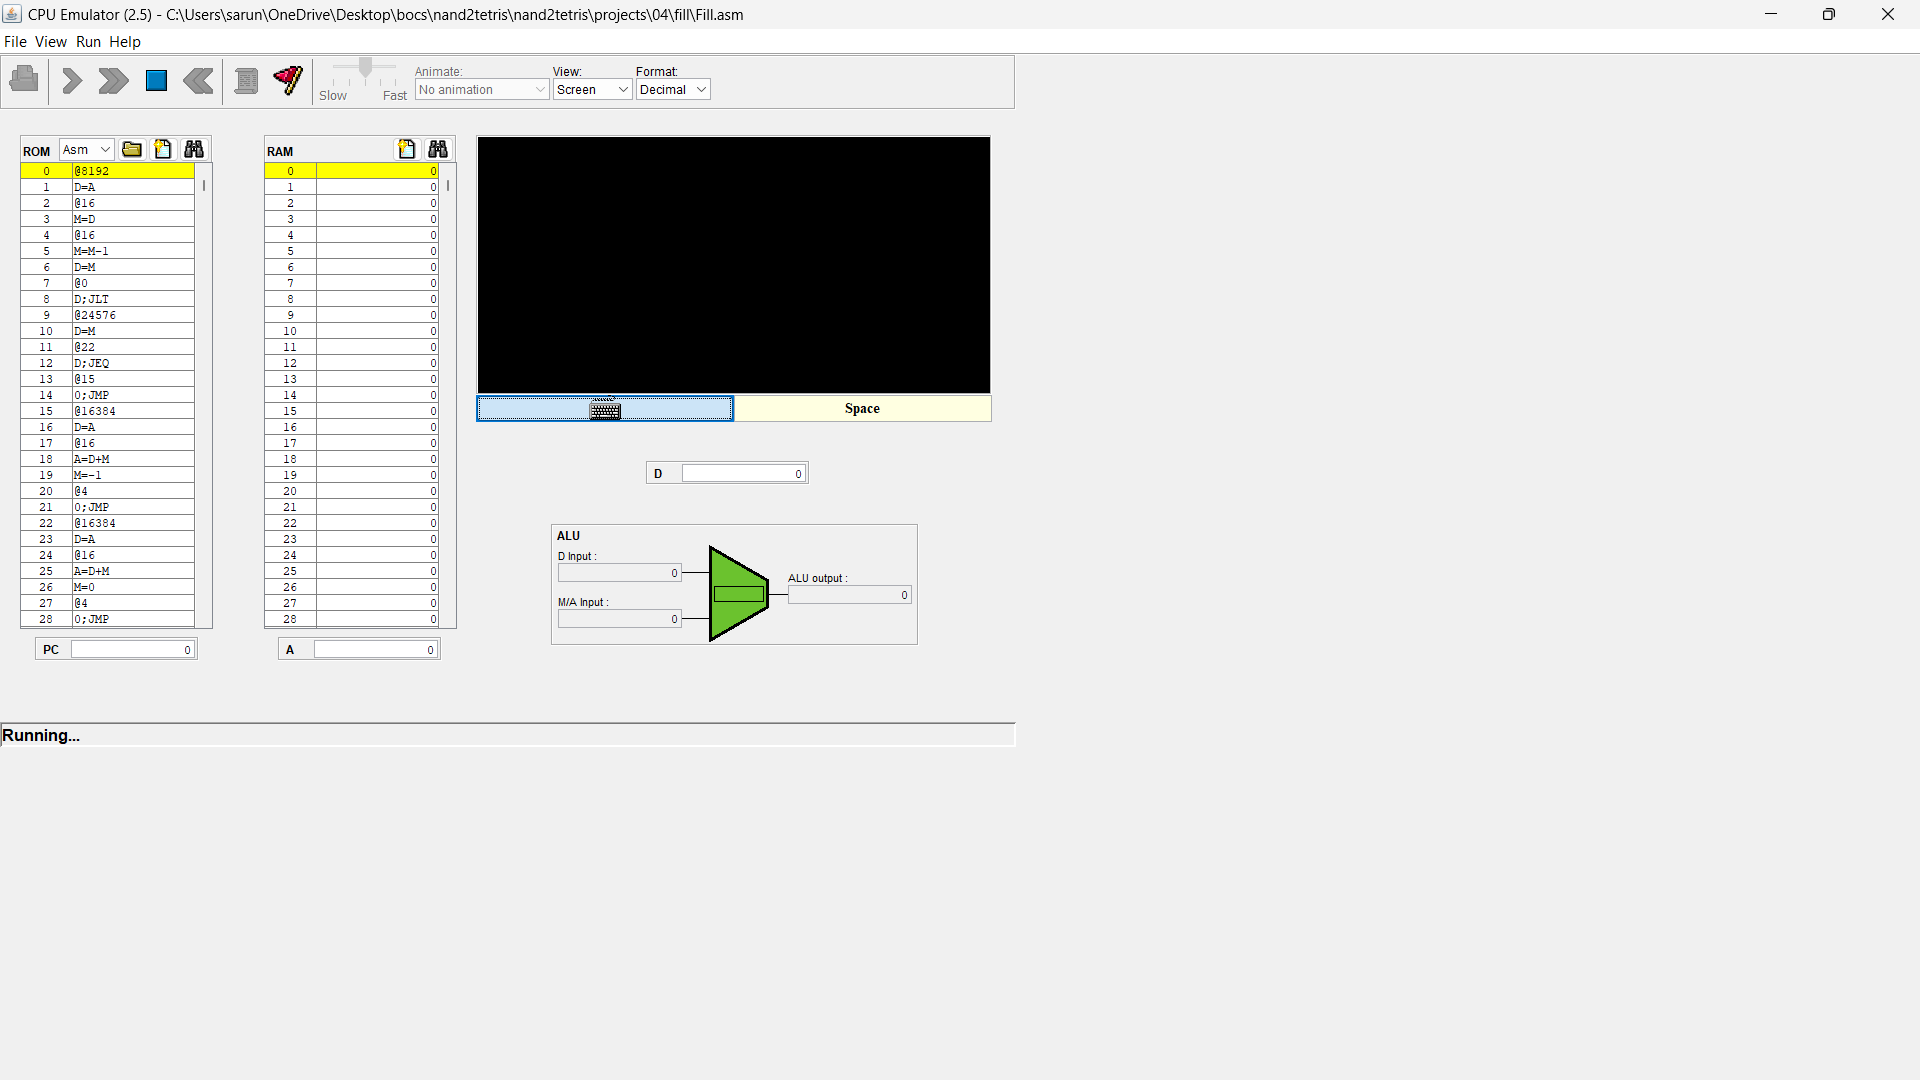 CPU Emulator (2.5) - C:\Users\sarun\OneDrive\Desktop\bocs\nand2tetris\nand2tetris\projects\04\fill\Fill.asm
File View Run Help
Slow Fast
Animate:
No animation
View:
Screen
Format:
Decimal
ROM Asm
0 @8192
1 D=A
2 @16
3 M=D
4 @16
5 M=M-1
6 D=M
7 @0
8 D;JLT
9 @24576
10 D=M
11 @22
12 D;JEQ
13 @15
14 0;JMP
15 @16384
16 D=A
17 @16
18 A=D+M
19 M=-1
20 @4
21 0;JMP
22 @16384
23 D=A
24 @16
25 A=D+M
26 M=0
27 @4
28 0;JMP
PC 0
RAM
0 0
1 0
2 0
3 0
4 0
5 0
6 0
7 0
8 0
9 0
10 0
11 0
12 0
13 0
14 0
15 0
16 0
17 0
18 0
19 0
20 0
21 0
22 0
23 0
24 0
25 0
26 0
27 0
28 0
A 0
Space
D 0
ALU
D Input :
0
M/A Input :
0
ALU output :
0
Running...